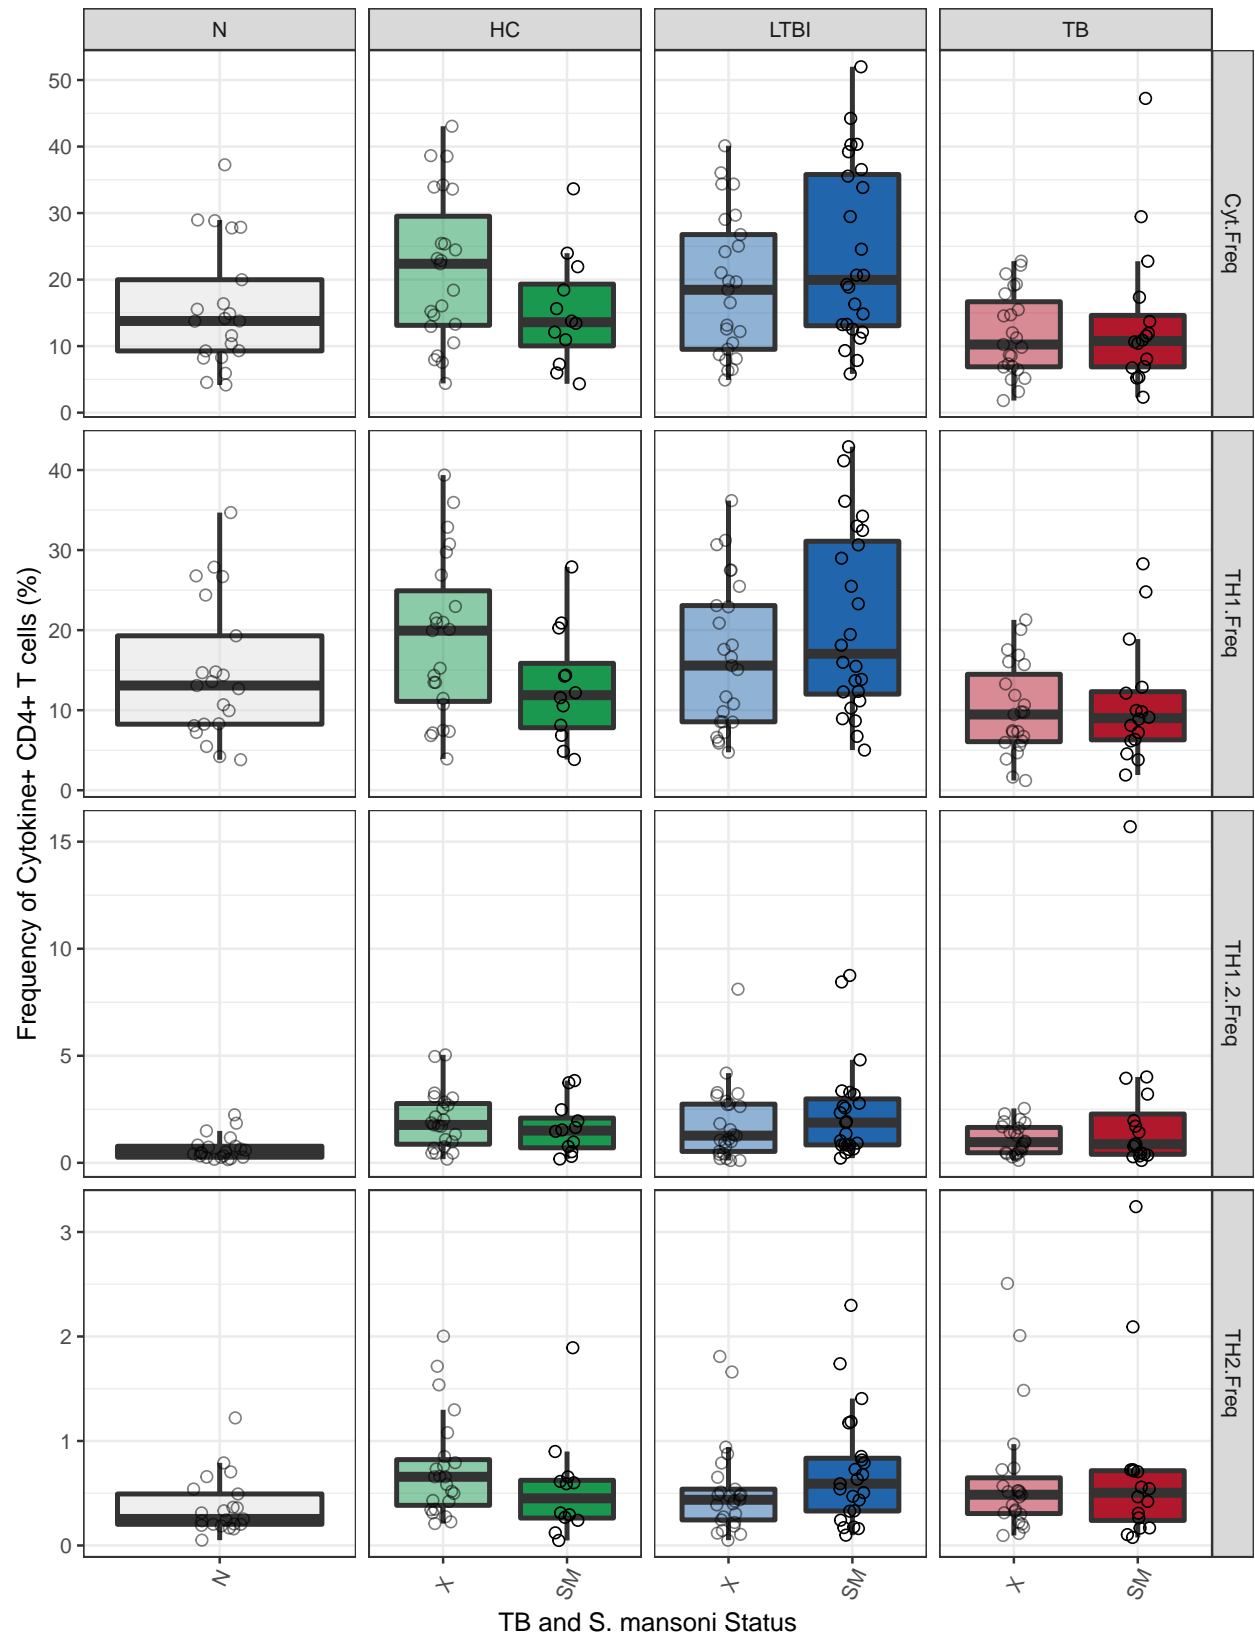 N HC LTBI TB
50
40
30
20
10
0
Cyt.Freq
40
30
20
10
0
TH1.Freq
15
10
5
0
TH1.2.Freq
3
2
1
0
TH2.Freq
Frequency of Cytokine+ CD4+ T cells (%)
N X SM X SM X SM
TB and S. mansoni Status